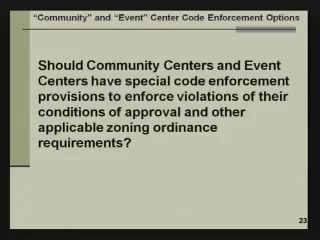 “Community” and “Event” Center Code Enforcement Options
Should Community Centers and Event
Centers have special code enforcement
provisions to enforce violations of their
conditions of approval and other
applicable zoning ordinance
requirements?
23